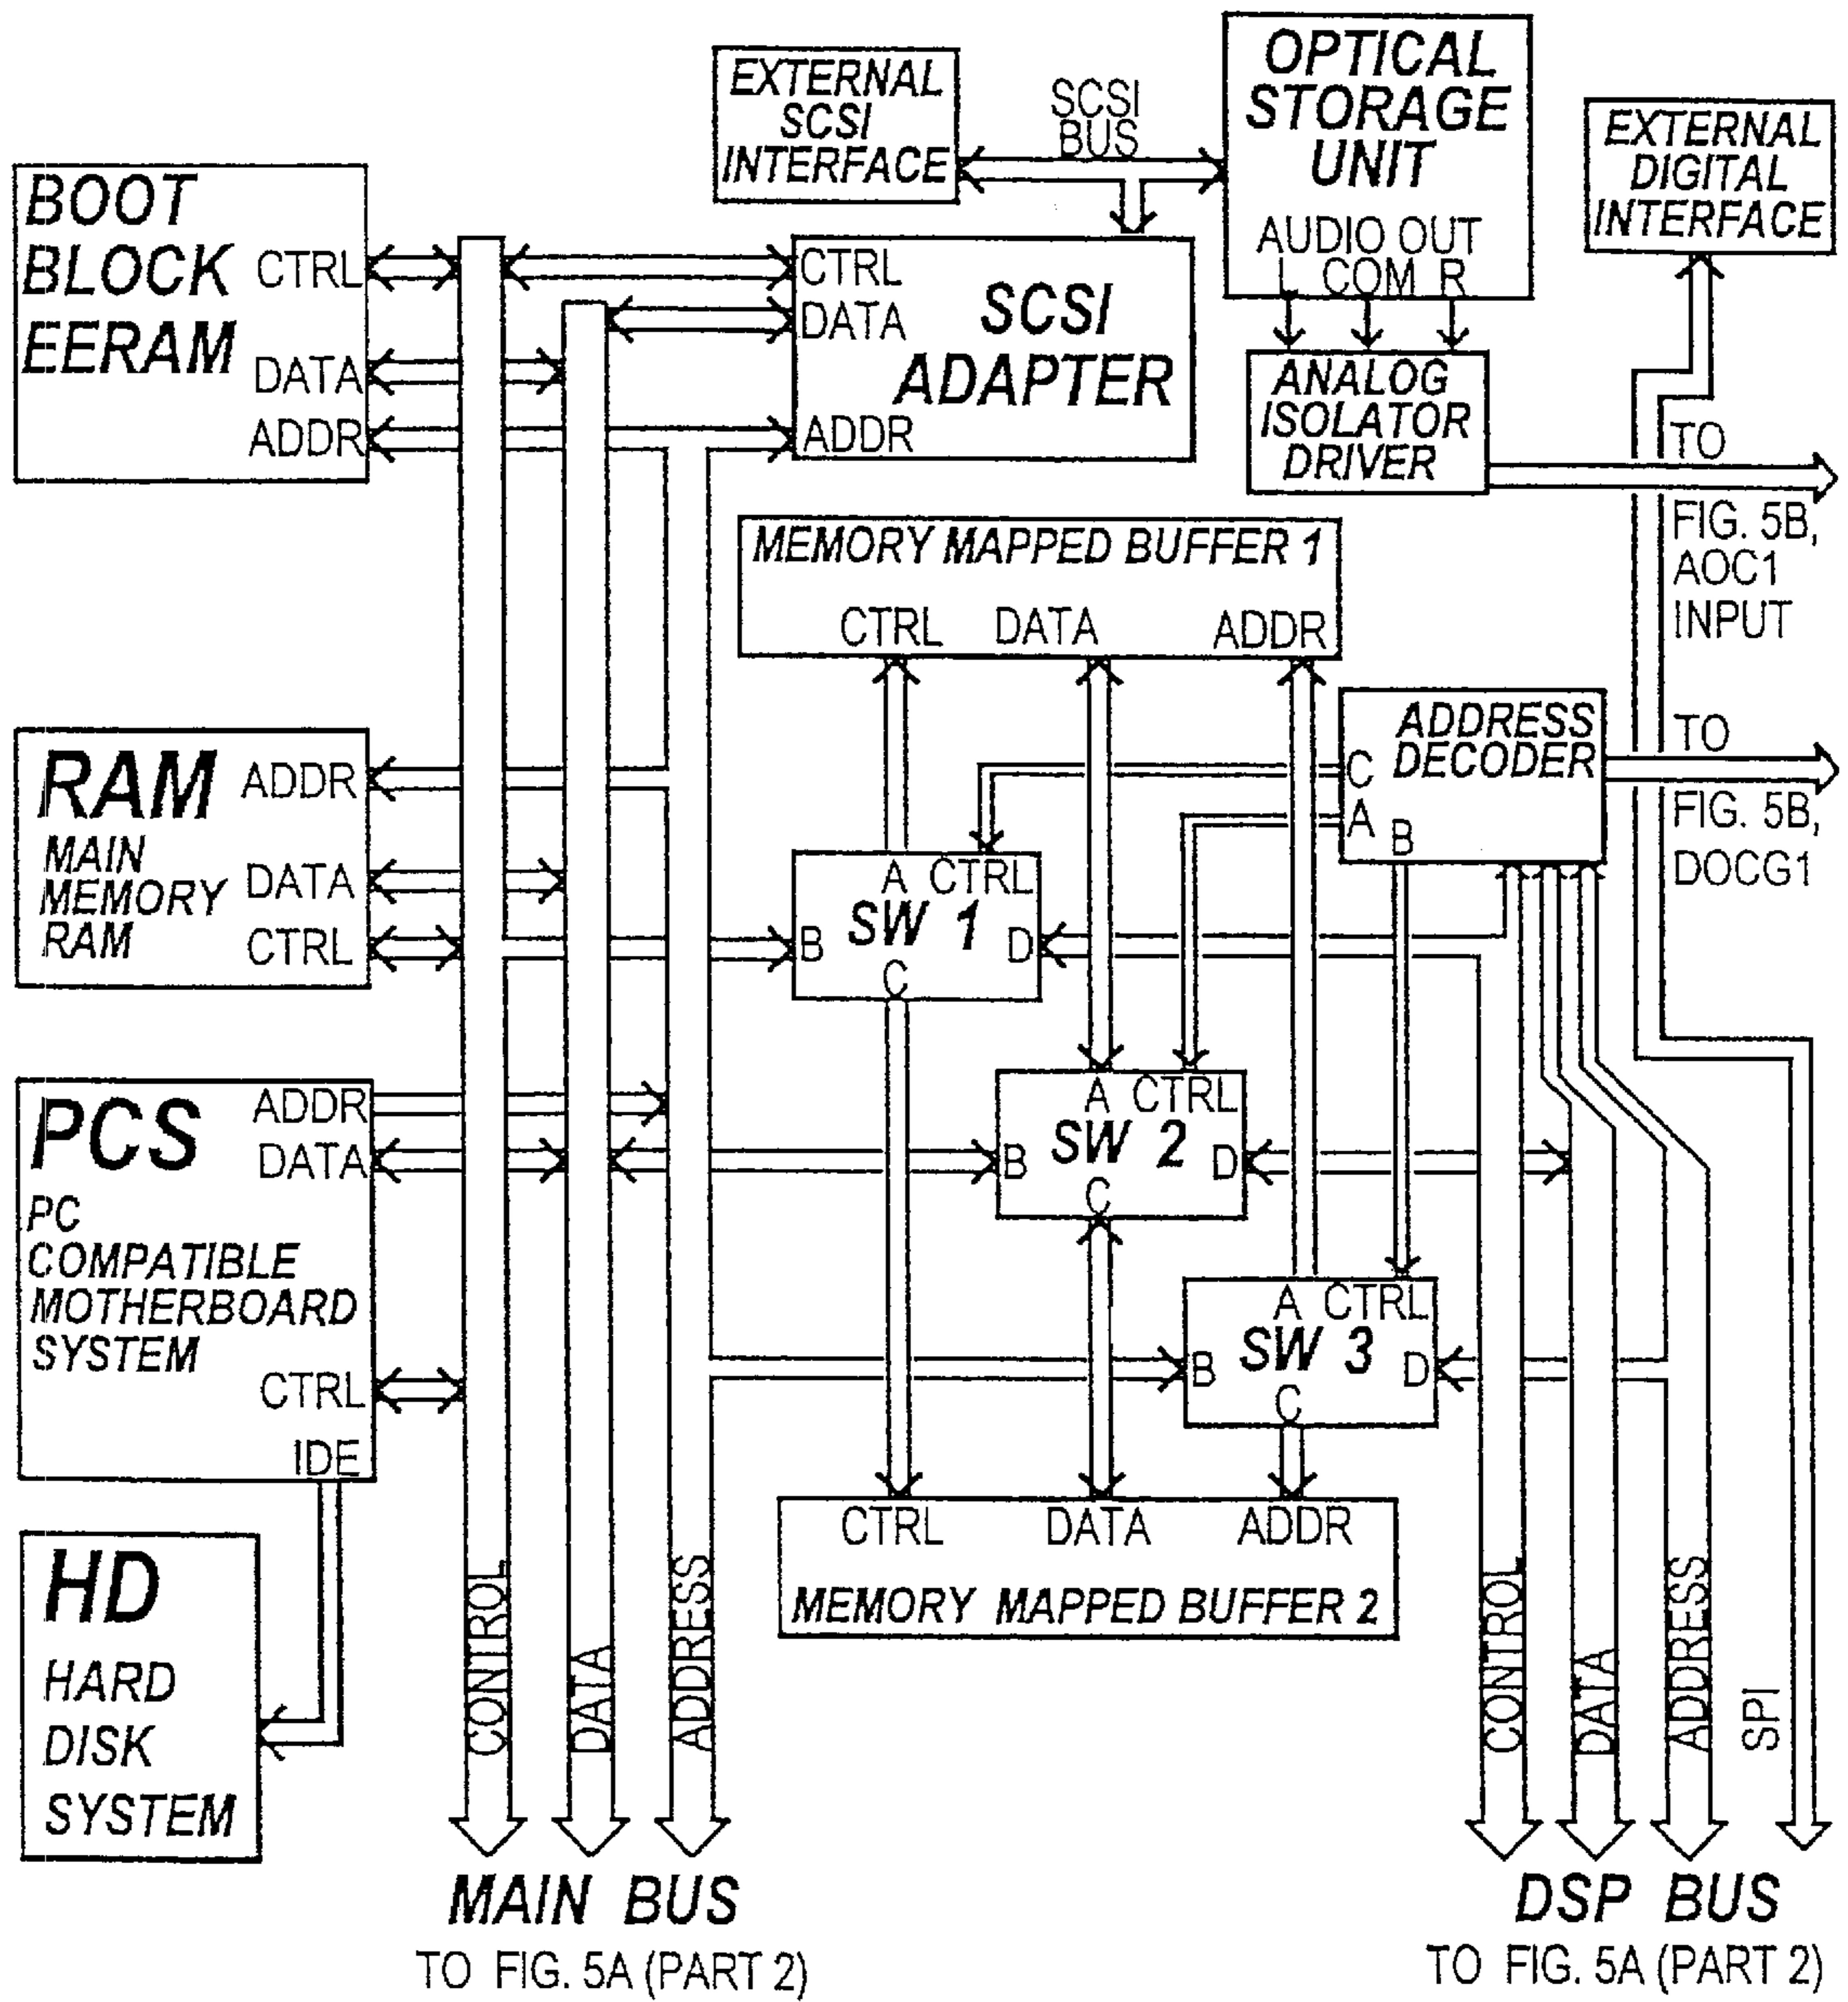 EXTERNAL
SCSI
INTERFACE
SCSI
BUS
OPTICAL
STORAGE
UNIT
AUDIO OUT
L COM R
EXTERNAL
DIGITAL
INTERFACE
BOOT
BLOCK
EERAM
CTRL
DATA
ADDR
CTRL
DATA
ADDR
SCSI
ADAPTER
ANALOG
ISOLATOR
DRIVER
TO
FIG. 5B,
AOC1
INPUT
MEMORY MAPPED BUFFER 1
CTRL DATA ADDR
RAM
MAIN
MEMORY
RAM
ADDR
DATA
CTRL
ADDRESS
DECODER
C
A
B
TO
FIG. 5B,
DOCG1
A CTRL
SW 1
B D
C
PCS
PC
COMPATIBLE
MOTHERBOARD
SYSTEM
ADDR
DATA
CTRL
IDE
A CTRL
SW 2
B D
C
A CTRL
SW 3
B D
C
HD
HARD
DISK
SYSTEM
CTRL DATA ADDR
MEMORY MAPPED BUFFER 2
CONTROL
DATA
ADDRESS
CONTROL
DATA
ADDRESS
SPI
MAIN BUS
TO FIG. 5A (PART 2)
DSP BUS
TO FIG. 5A (PART 2)